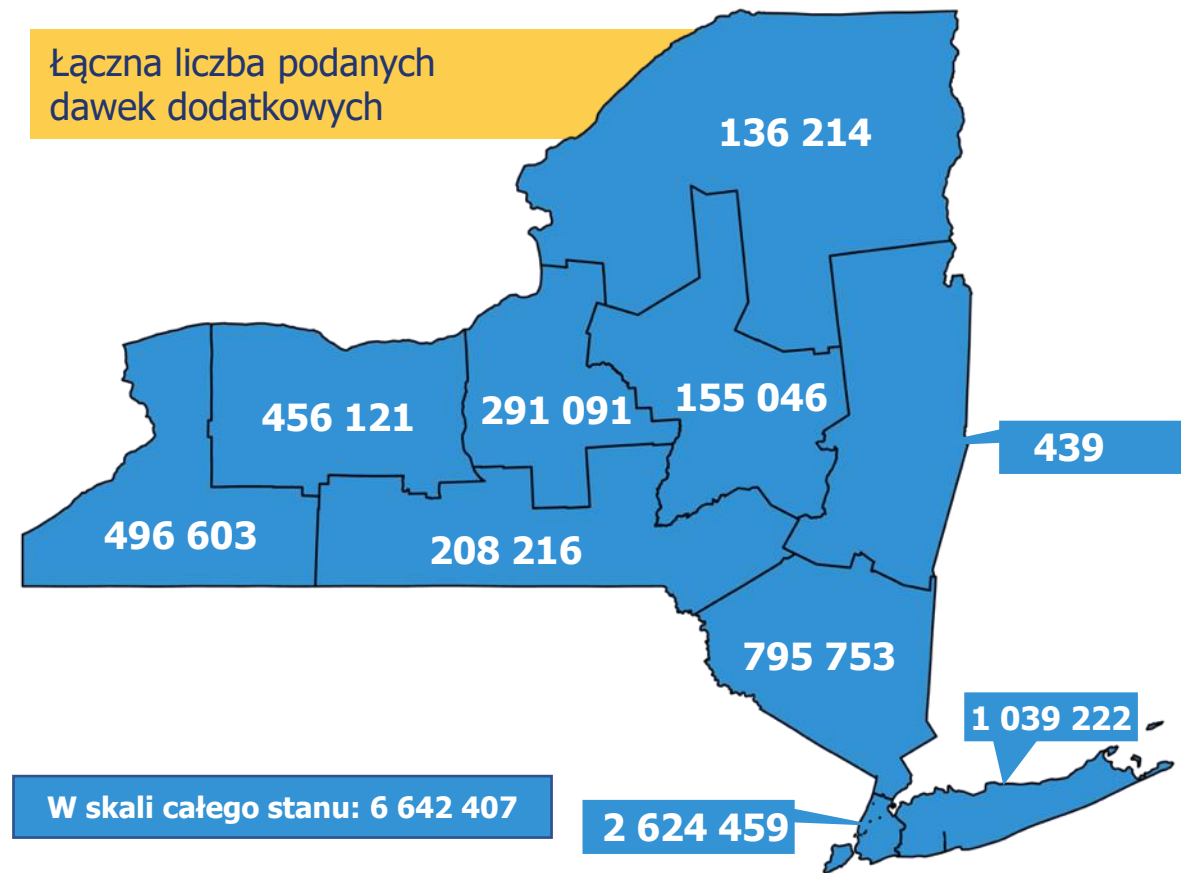 Łączna liczba podanych
dawek dodatkowych
136 214
456 121
291 091
155 046
439
496 603
208 216
795 753
1 039 222
W skali całego stanu: 6 642 407
2 624 459